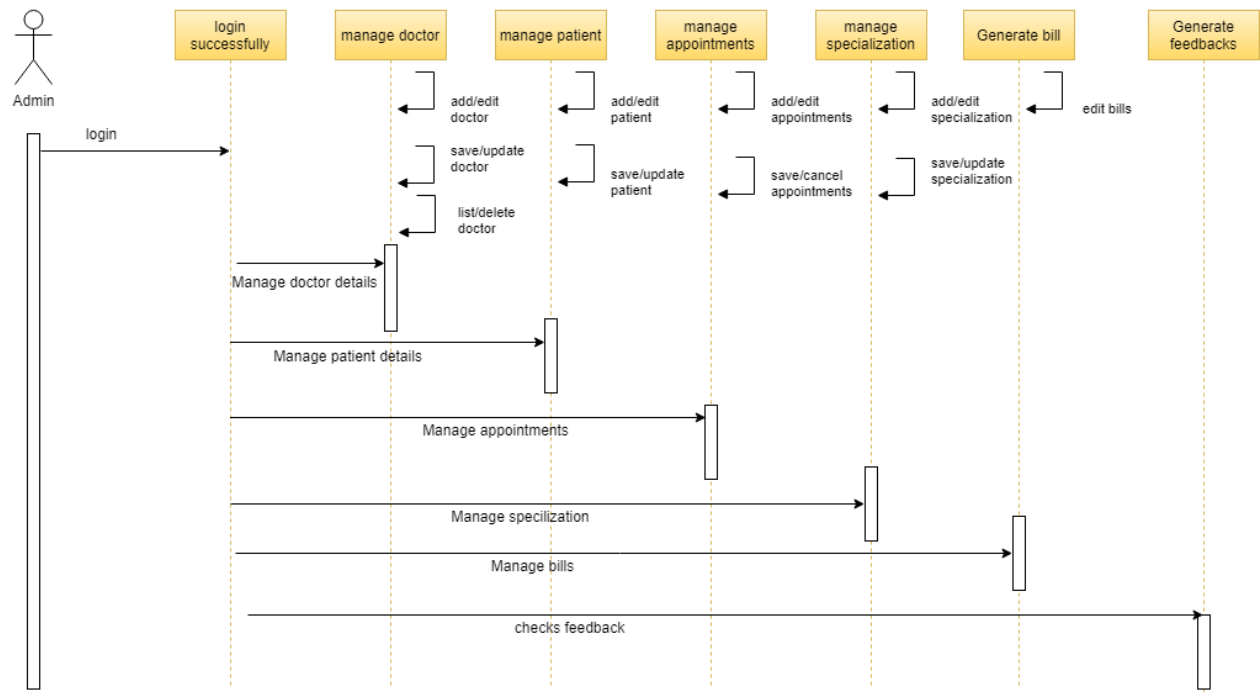 login
successfully
manage doctor
manage patient
manage
appointments
manage
specialization
Generate bill
Generate
feedbacks
Admin
add/edit
doctor
add/edit
patient
add/edit
appointments
add/edit
specialization
edit bills
login
save/update
doctor
save/update
patient
save/cancel
appointments
save/update
specialization
list/delete
doctor
Manage doctor details
Manage patient details
Manage appointments
Manage specilization
Manage bills
checks feedback